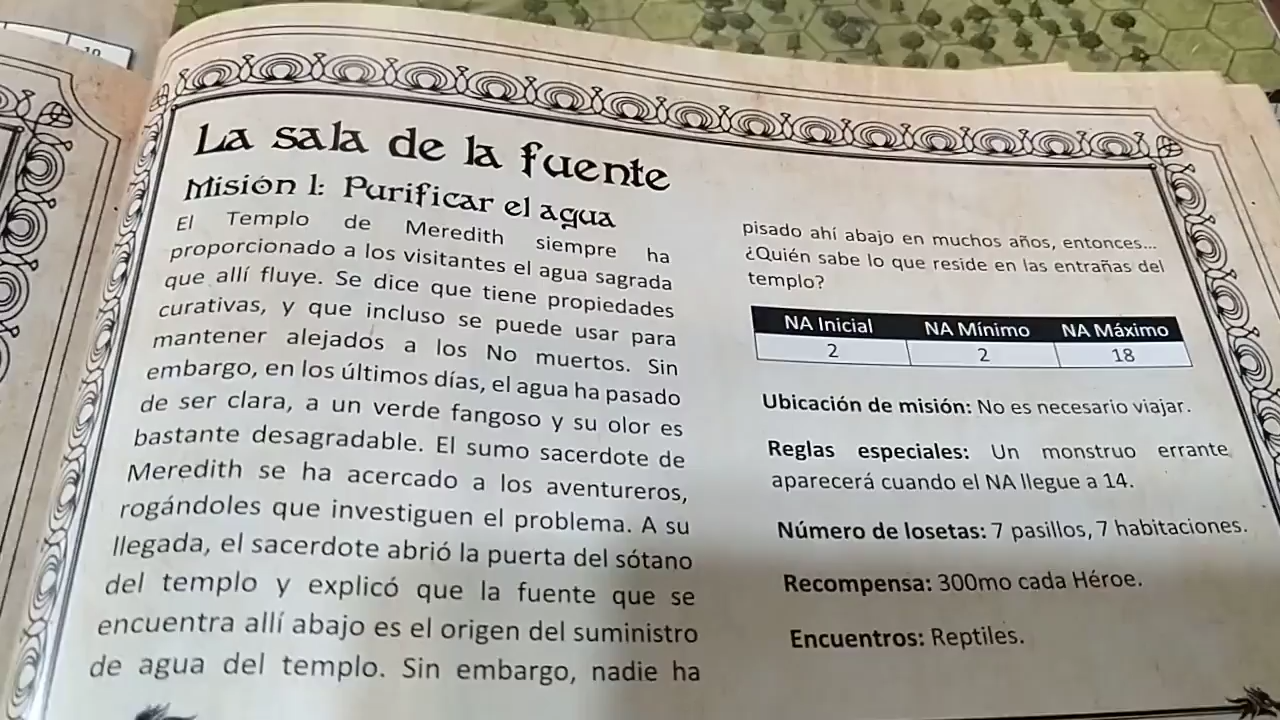 10
La sala de la fuente
Misión 1: Purificar el agua
El Templo de Meredith siempre ha
proporcionado a los visitantes el agua sagrada
que allí fluye. Se dice que tiene propiedades
curativas, y que incluso se puede usar para
mantener alejados a los No muertos. Sin
embargo, en los últimos días, el agua ha pasado
de ser clara, a un verde fangoso y su olor es
bastante desagradable. El sumo sacerdote de
Meredith se ha acercado a los aventureros,
rogándoles que investiguen el problema. A su
llegada, el sacerdote abrió la puerta del sótano
del templo y explicó que la fuente que se
encuentra allí abajo es el origen del suministro
de agua del templo. Sin embargo, nadie ha
pisado ahí abajo en muchos años, entonces...
¿Quién sabe lo que reside en las entrañas del
templo?
NA Inicial NA Mínimo NA Máximo
2 2 18
Ubicación de misión: No es necesario viajar.
Reglas especiales: Un monstruo errante
aparecerá cuando el NA llegue a 14.
Número de losetas: 7 pasillos, 7 habitaciones.
Recompensa: 300mo cada Héroe.
Encuentros: Reptiles.